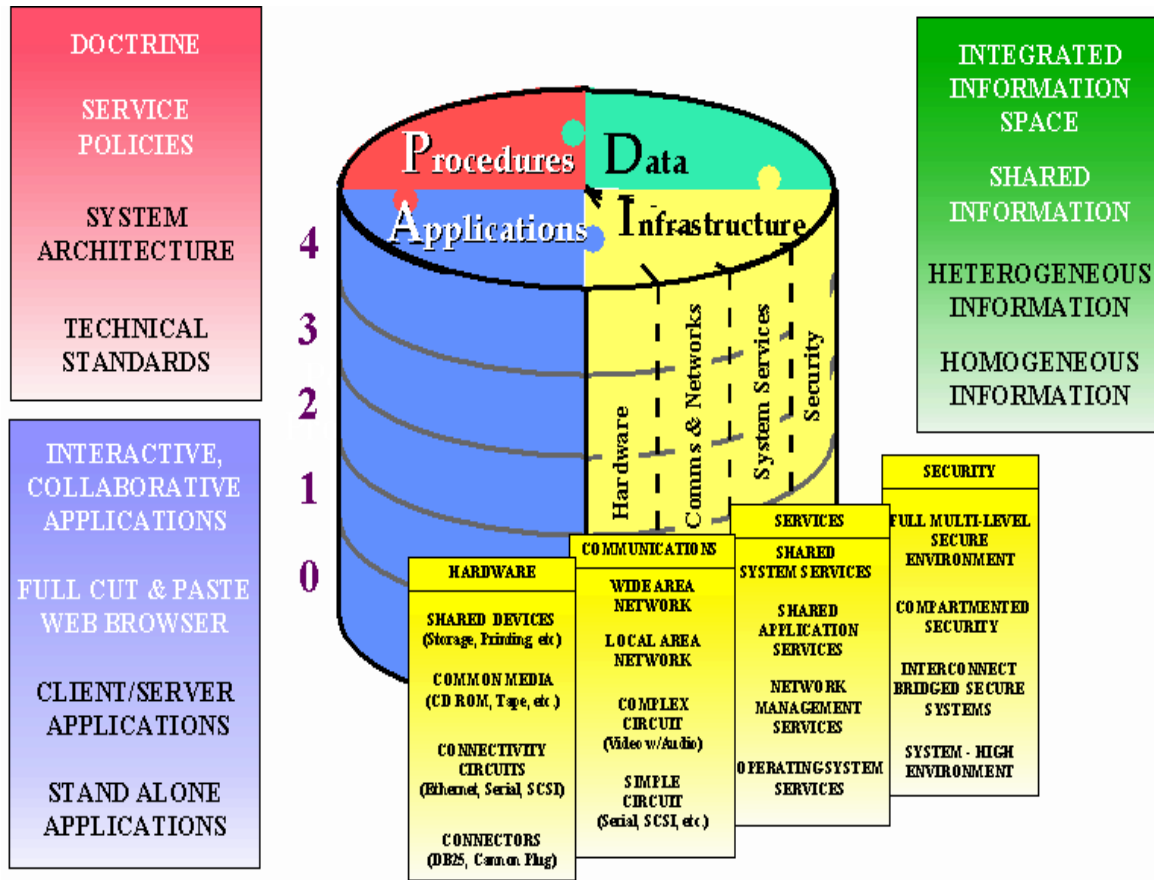 DOCTRINE
SERVICE
POLICIES
SYSTEM
ARCHITECTURE
TECHNICAL
STANDARDS
INTERACTIVE,
COLLABORATIVE
APPLICATIONS
FULL CUT & PASTE
WEB BROWSER
CLIENT/SERVER
APPLICATIONS
STAND ALONE
APPLICATIONS
Procedures
Data
Applications
Infrastructure
4
3
2
1
0
Hardware
Comms & Networks
System Services
Security
INTEGRATED
INFORMATION
SPACE
SHARED
INFORMATION
HETEROGENEOUS
INFORMATION
HOMOGENEOUS
INFORMATION
HARDWARE
SHARED DEVICES
(Storage, Printing, etc)
COMMON MEDIA
(CD ROM, Tape, etc.)
CONNECTIVITY
CIRCUITS
(Ethernet, Serial, SCSI)
CONNECTORS
(DB25, Cannon Plug)
COMMUNICATIONS
WIDE AREA
NETWORK
LOCAL AREA
NETWORK
COMPLEX
CIRCUIT
(Video w/Audio)
SIMPLE
CIRCUIT
(Serial, SCSI, etc.)
SERVICES
SHARED
SYSTEM SERVICES
SHARED
APPLICATION
SERVICES
NETWORK
MANAGEMENT
SERVICES
OPERATING SYSTEM
SERVICES
SECURITY
FULL MULTI-LEVEL
SECURE
ENVIRONMENT
COMPARTMENTED
SECURITY
INTERCONNECT
BRIDGED SECURE
SYSTEMS
SYSTEM - HIGH
ENVIRONMENT